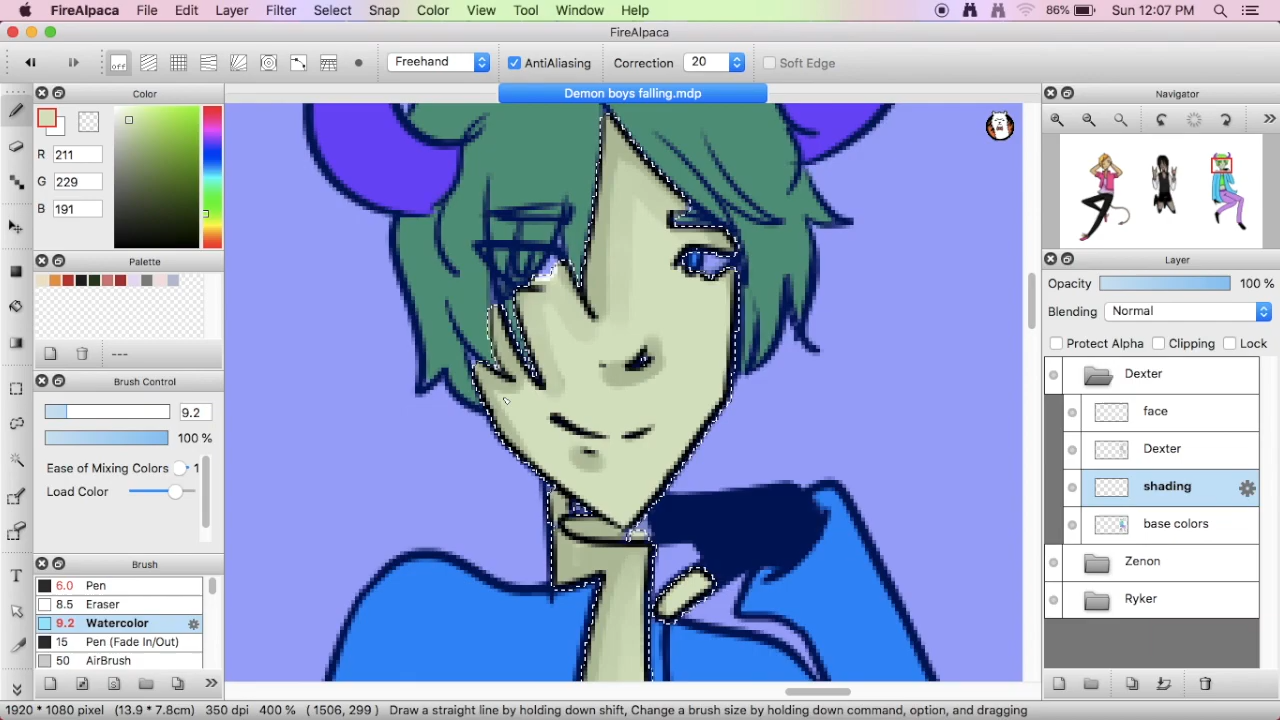 FireAlpaca File Edit Layer Filter Select Snap Color View Tool Window Help 86% Sun 12:07 PM
FireAlpaca
off Freehand AntiAliasing Correction 20 Soft Edge
Color
Demon boys falling.mdp
Navigator
R 211
G 229
B 191
Palette
---
Brush Control
9.2
100 %
Ease of Mixing Colors 1
Load Color
Brush
6.0 Pen
8.5 Eraser
9.2 Watercolor
15 Pen (Fade In/Out)
50 AirBrush
Layer
Opacity 100 %
Blending Normal
Protect Alpha Clipping Lock
Dexter
face
Dexter
shading
base colors
Zenon
Ryker
1920 * 1080 pixel (13.9 * 7.8cm) 350 dpi 400 % ( 1506, 299 ) Draw a straight line by holding down shift, Change a brush size by holding down command, option, and dragging